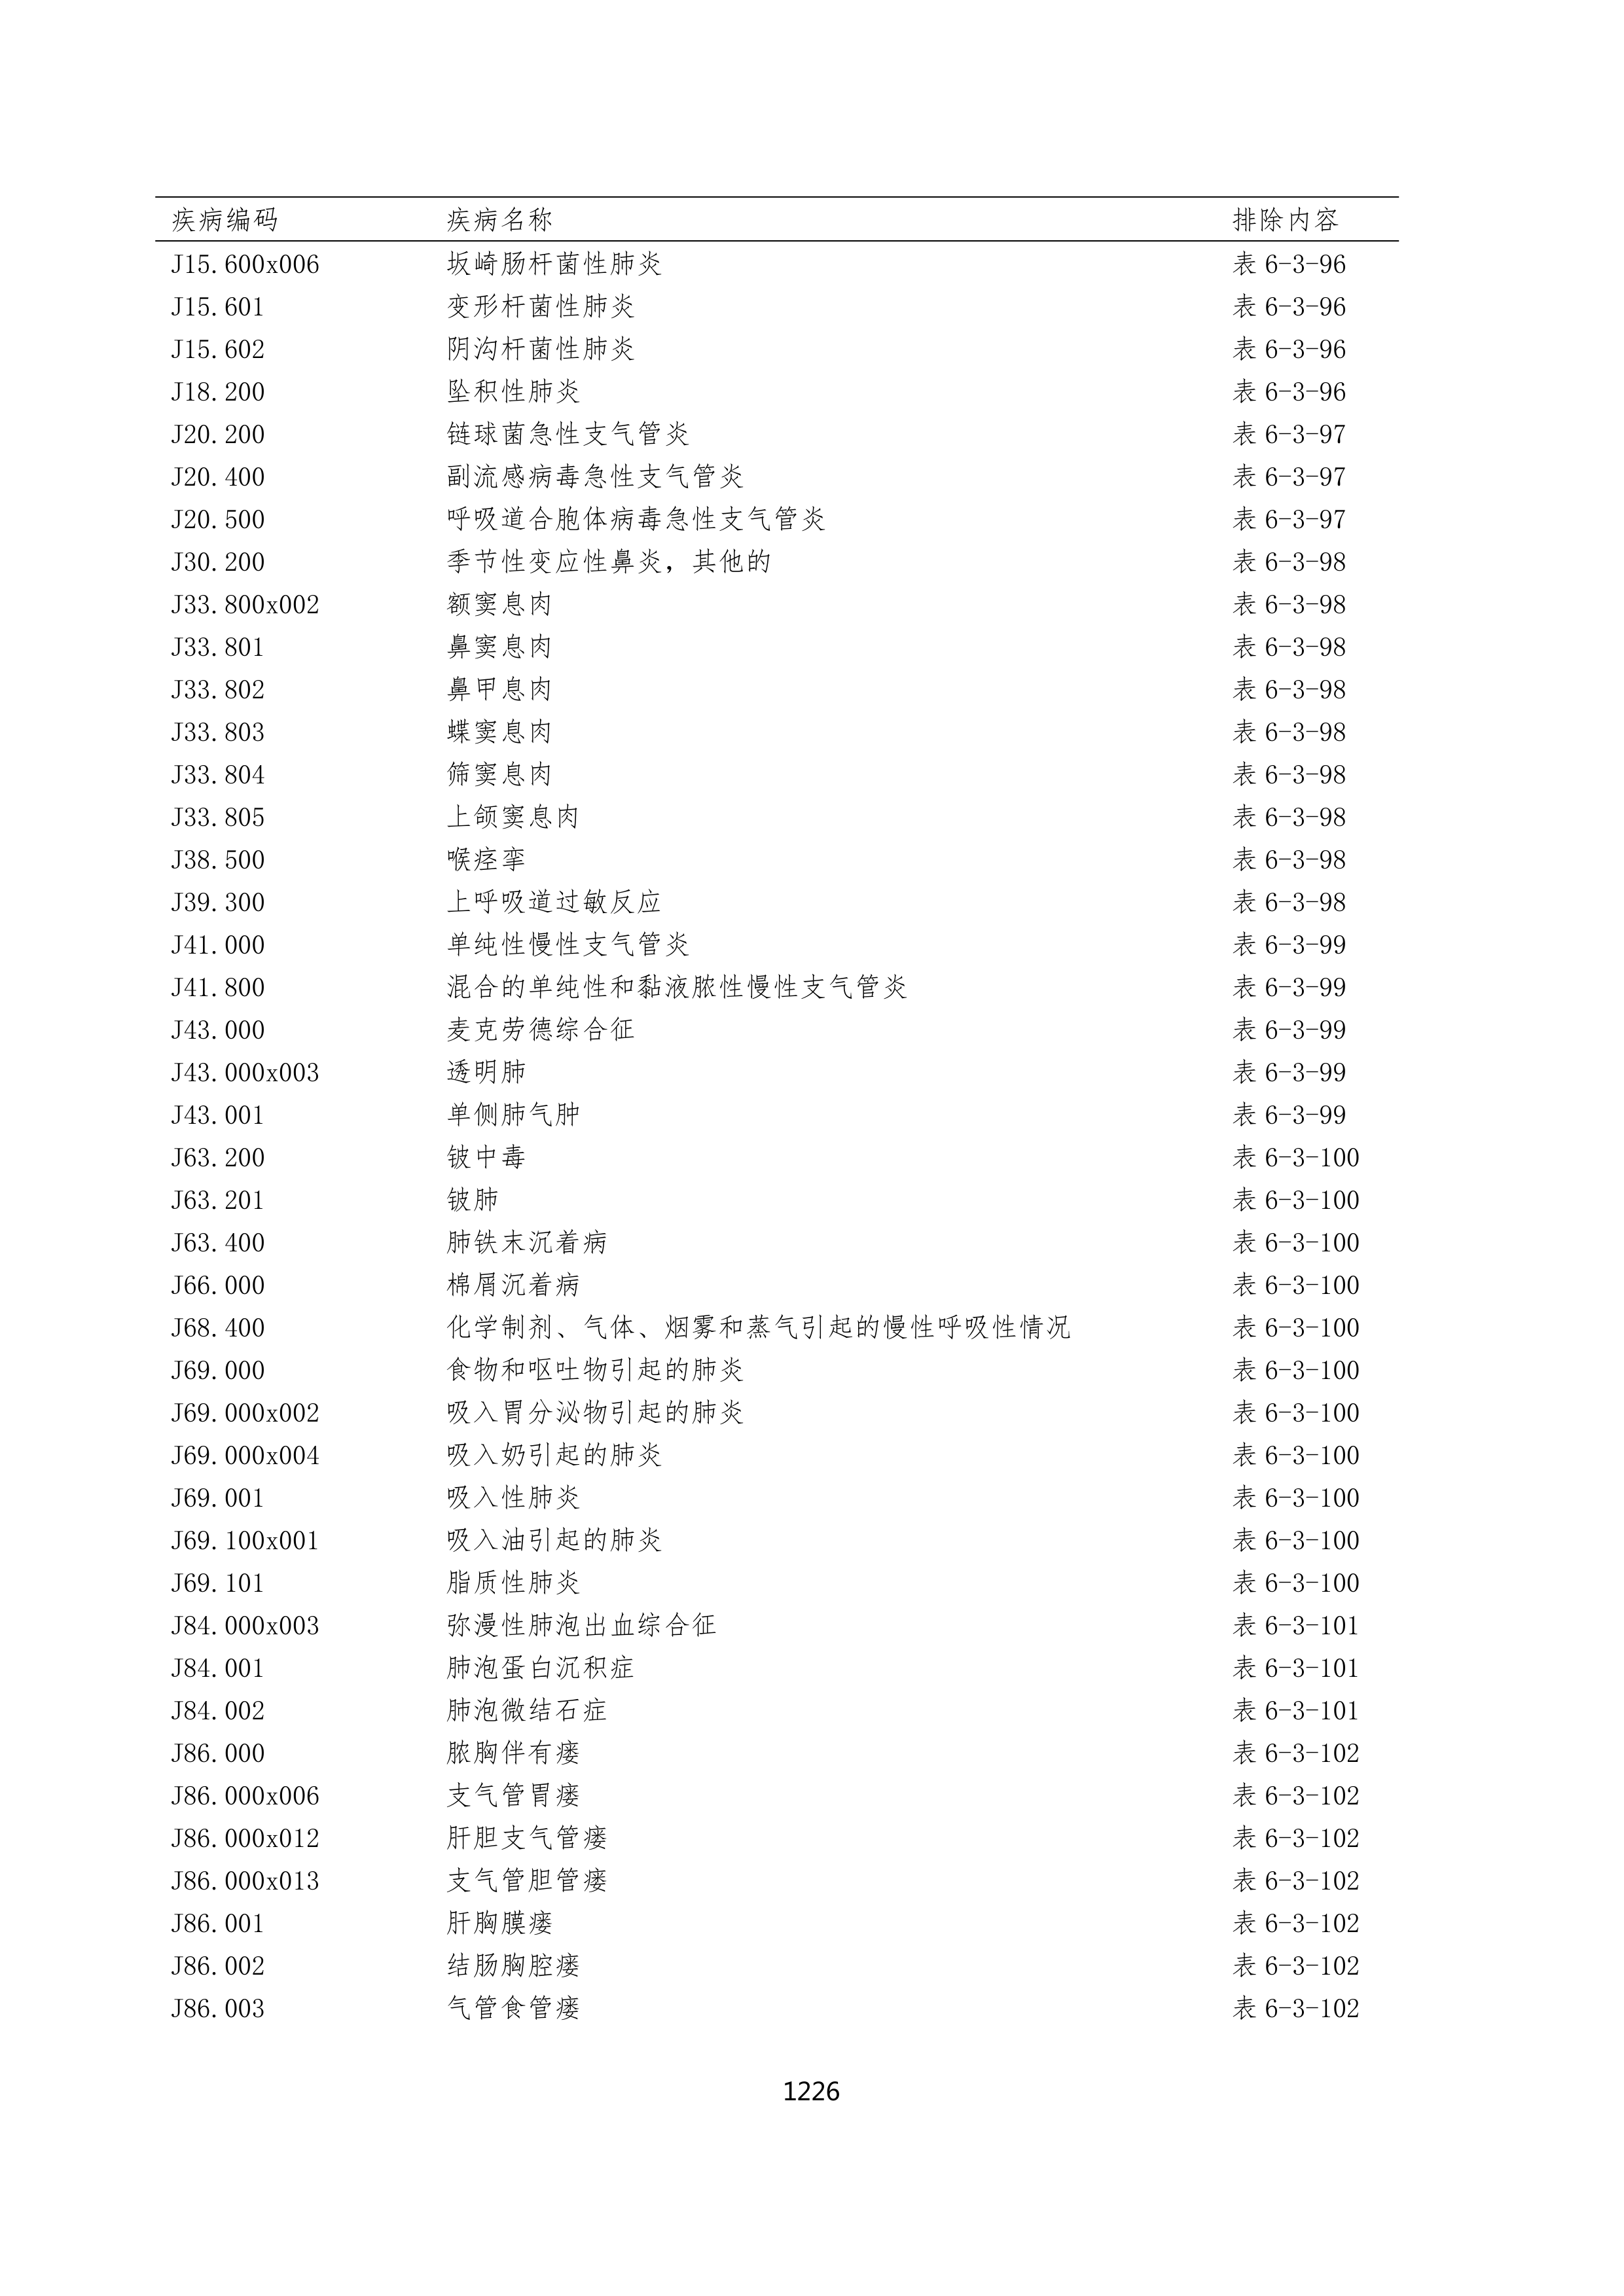 疾病编码 疾病名称 排除内容
J15.600x006 坂崎肠杆菌性肺炎 表 6-3-96
J15.601 变形杆菌性肺炎 表 6-3-96
J15.602 阴沟杆菌性肺炎 表 6-3-96
J18.200 坠积性肺炎 表 6-3-96
J20.200 链球菌急性支气管炎 表 6-3-97
J20.400 副流感病毒急性支气管炎 表 6-3-97
J20.500 呼吸道合胞体病毒急性支气管炎 表 6-3-97
J30.200 季节性变应性鼻炎，其他的 表 6-3-98
J33.800x002 额窦息肉 表 6-3-98
J33.801 鼻窦息肉 表 6-3-98
J33.802 鼻甲息肉 表 6-3-98
J33.803 蝶窦息肉 表 6-3-98
J33.804 筛窦息肉 表 6-3-98
J33.805 上颌窦息肉 表 6-3-98
J38.500 喉痉挛 表 6-3-98
J39.300 上呼吸道过敏反应 表 6-3-98
J41.000 单纯性慢性支气管炎 表 6-3-99
J41.800 混合的单纯性和黏液脓性慢性支气管炎 表 6-3-99
J43.000 麦克劳德综合征 表 6-3-99
J43.000x003 透明肺 表 6-3-99
J43.001 单侧肺气肿 表 6-3-99
J63.200 铍中毒 表 6-3-100
J63.201 铍肺 表 6-3-100
J63.400 肺铁末沉着病 表 6-3-100
J66.000 棉屑沉着病 表 6-3-100
J68.400 化学制剂、气体、烟雾和蒸气引起的慢性呼吸性情况 表 6-3-100
J69.000 食物和呕吐物引起的肺炎 表 6-3-100
J69.000x002 吸入胃分泌物引起的肺炎 表 6-3-100
J69.000x004 吸入奶引起的肺炎 表 6-3-100
J69.001 吸入性肺炎 表 6-3-100
J69.100x001 吸入油引起的肺炎 表 6-3-100
J69.101 脂质性肺炎 表 6-3-100
J84.000x003 弥漫性肺泡出血综合征 表 6-3-101
J84.001 肺泡蛋白沉积症 表 6-3-101
J84.002 肺泡微结石症 表 6-3-101
J86.000 脓胸伴有瘘 表 6-3-102
J86.000x006 支气管胃瘘 表 6-3-102
J86.000x012 肝胆支气管瘘 表 6-3-102
J86.000x013 支气管胆管瘘 表 6-3-102
J86.001 肝胸膜瘘 表 6-3-102
J86.002 结肠胸腔瘘 表 6-3-102
J86.003 气管食管瘘 表 6-3-102
1226